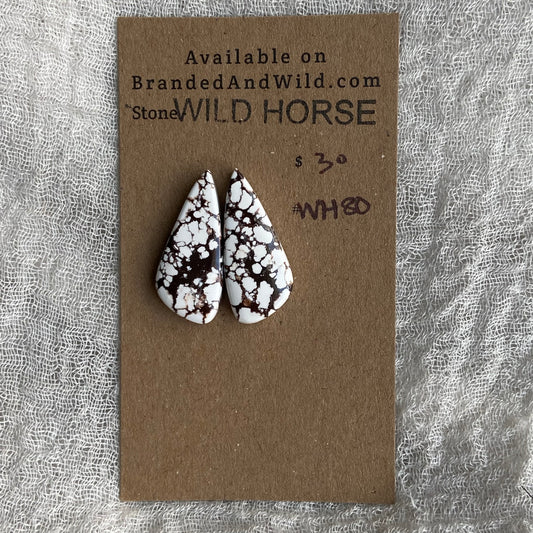 Available on
BrandedAndWild.com
Stone WILD HORSE
$ 30
#WH80